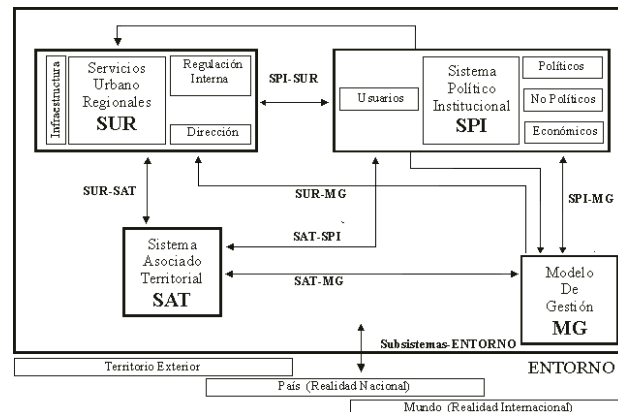 Infraestructura
Servicios
Urbano
Regionales
SUR
Regulación
Interna
Dirección
SPI-SUR
Usuarios
Sistema
Político
Institucional
SPI
Políticos
No Políticos
Económicos
SUR-SAT
SUR-MG
SPI-MG
SAT-SPI
Sistema
Asociado
Territorial
SAT
SAT-MG
Modelo
De
Gestión
MG
Subsistemas-ENTORNO
ENTORNO
Territorio Exterior
País (Realidad Nacional)
Mundo (Realidad Internacional)